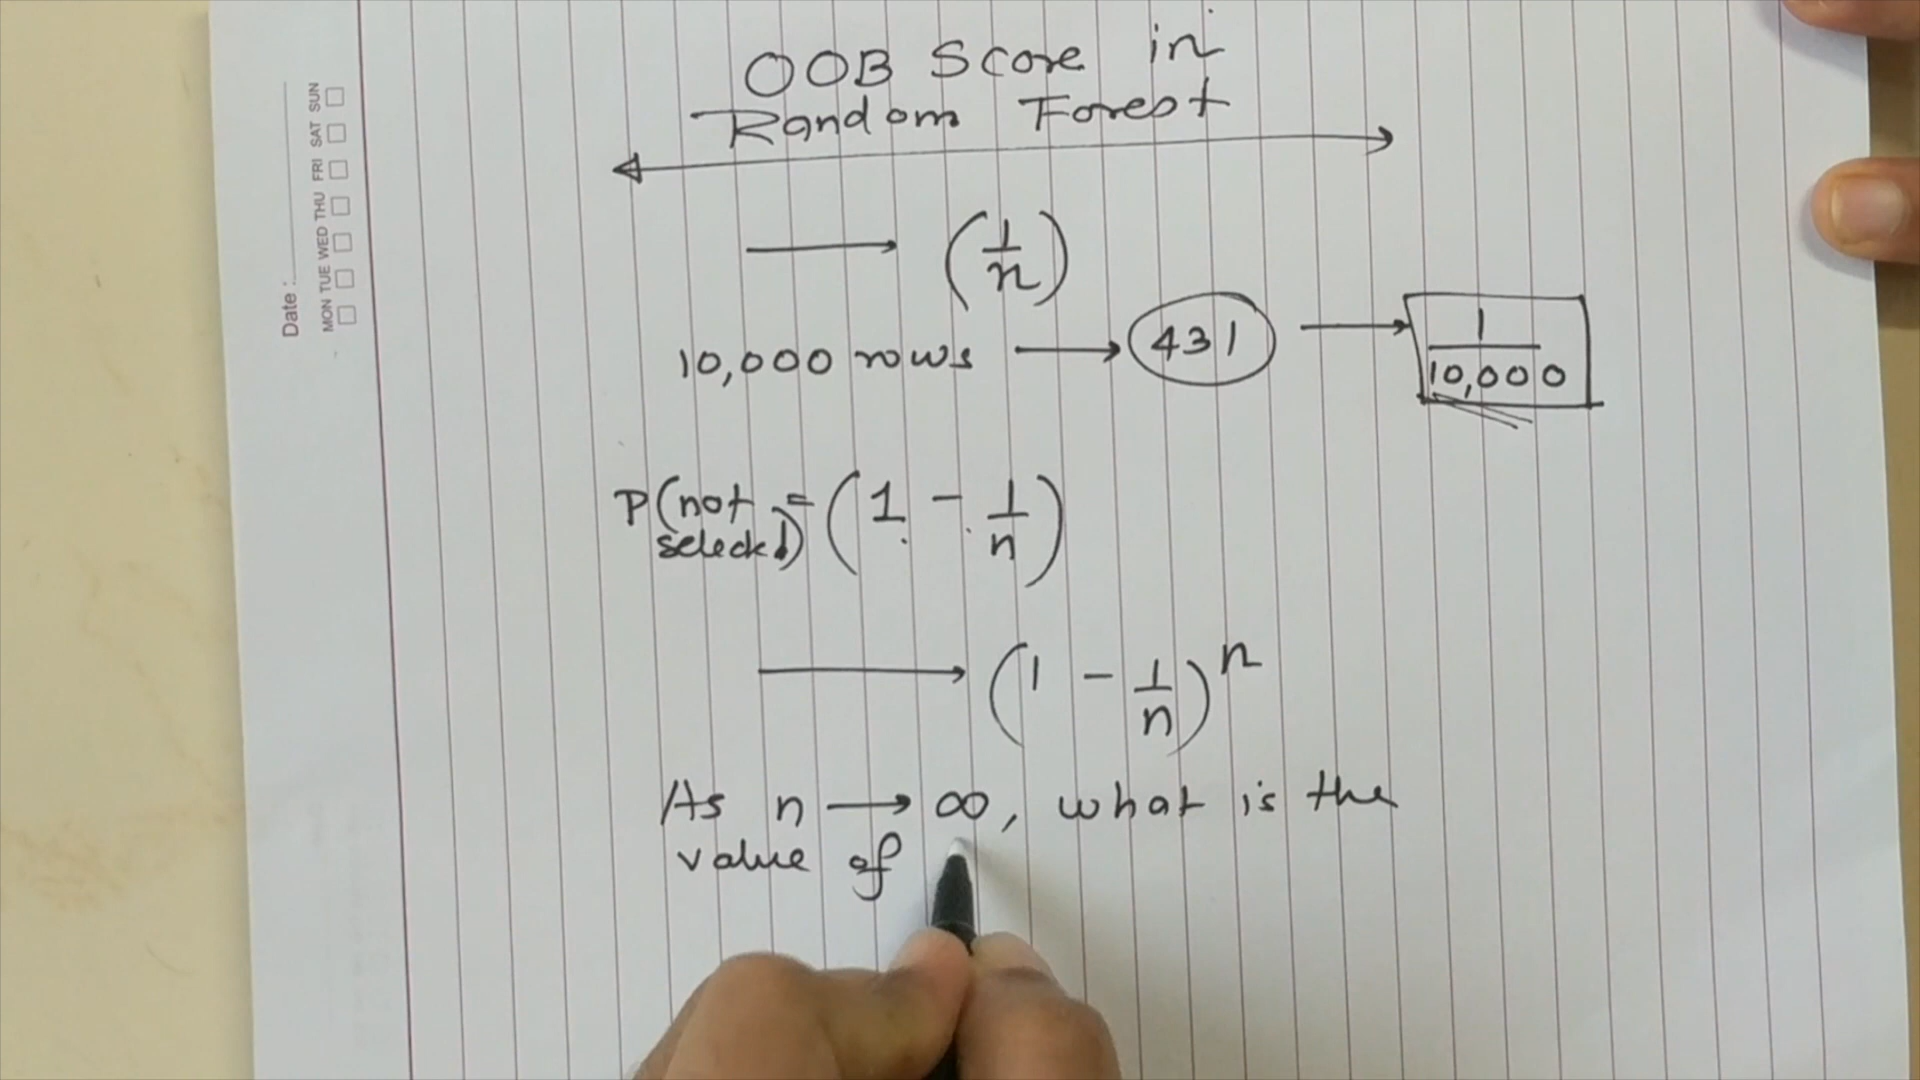 OOB Score in
Random Forest
(1/n)
10,000 rows → 431 → 1/10,000
P(not selected) = (1 - 1/n)
→ (1 - 1/n)^n
As n → ∞, what is the
value of
Date :
MON TUE WED THU FRI SAT SUN